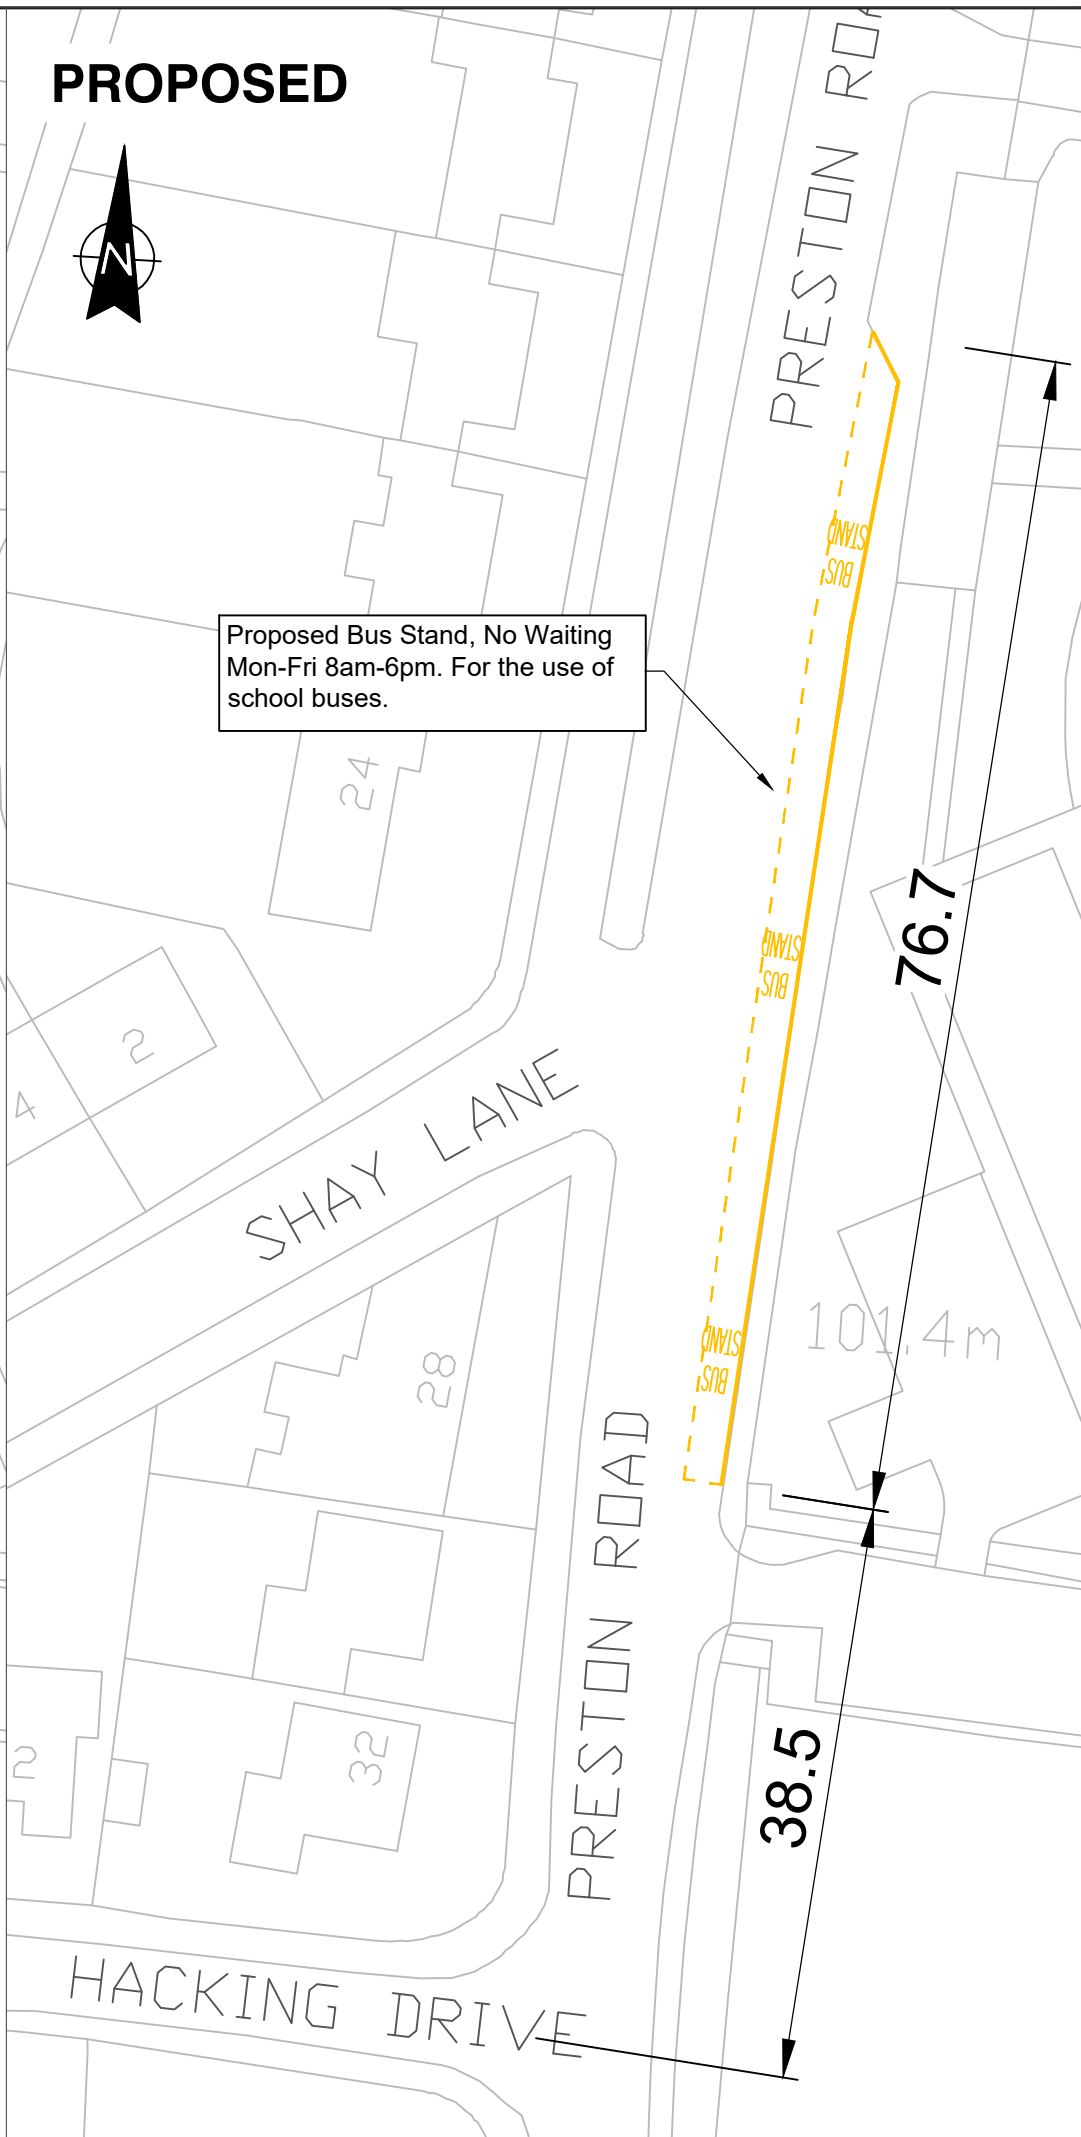 PROPOSED
N
PRESTON ROA
STAND
BUS
Proposed Bus Stand, No Waiting
Mon-Fri 8am-6pm. For the use of
school buses.
24
76.7
STAND
BUS
2
4
SHAY LANE
101.4m
STAND
BUS
28
PRESTON ROAD
32
2
38.5
HACKING DRIVE